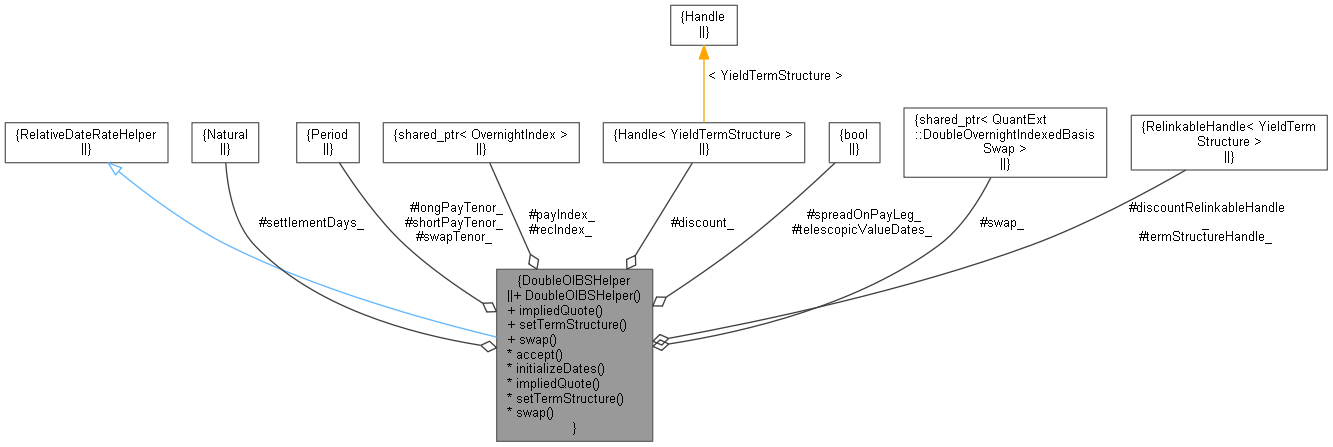 {Handle
||}
< YieldTermStructure >
{RelativeDateRateHelper
||}
{Natural
||}
{Period
||}
{shared_ptr< OvernightIndex >
||}
{Handle< YieldTermStructure >
||}
{bool
||}
{shared_ptr< QuantExt
::DoubleOvernightIndexedBasis
Swap >
||}
{RelinkableHandle< YieldTerm
Structure >
||}
#settlementDays_
#longPayTenor_
#shortPayTenor_
#swapTenor_
#payIndex_
#recIndex_
#discount_
#spreadOnPayLeg_
#telescopicValueDates_
#swap_
#discountRelinkableHandle
_
#termStructureHandle_
{DoubleOIBSHelper
||+ DoubleOIBSHelper()
+ impliedQuote()
+ setTermStructure()
+ swap()
* accept()
* initializeDates()
* impliedQuote()
* setTermStructure()
* swap()
}